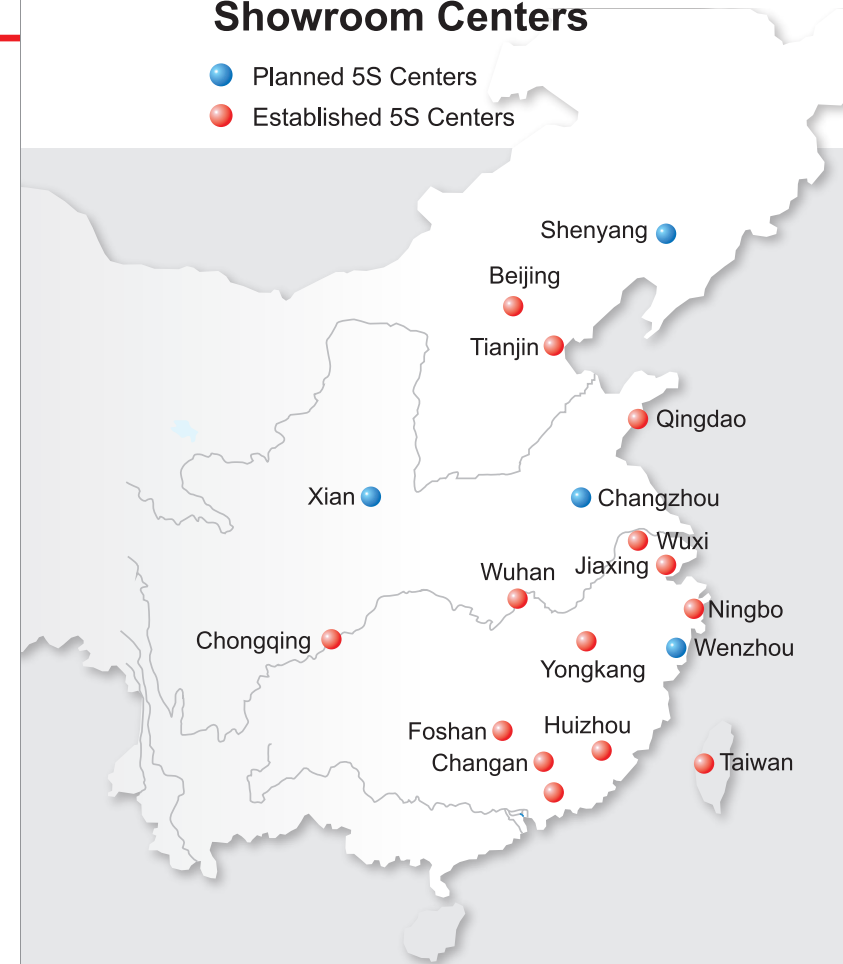 Showroom Centers
Planned 5S Centers
Established 5S Centers
Shenyang
Beijing
Tianjin
Qingdao
Xian
Changzhou
Wuxi
Jiaxing
Wuhan
Ningbo
Chongqing
Wenzhou
Yongkang
Foshan
Huizhou
Changan
Taiwan